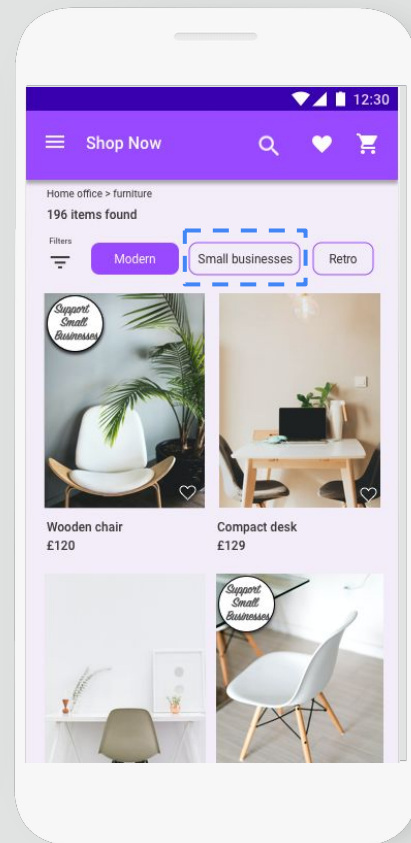 12:30
Shop Now
Home office > furniture
196 items found
Filters
Modern
Small businesses
Retro
Support
Small
Businesses
Wooden chair
£120
Compact desk
£129
Support
Small
Businesses